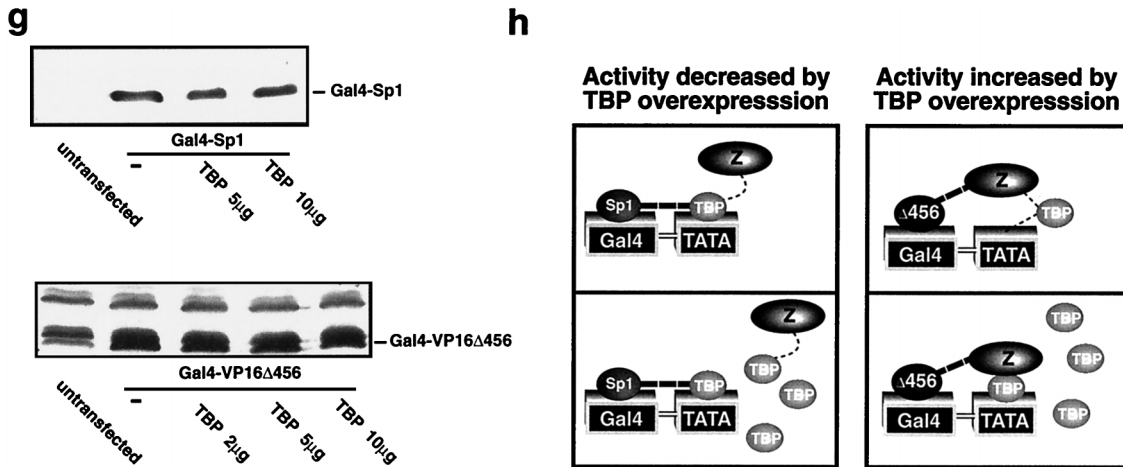 g
Gal4-Sp1
Gal4-Sp1
untransfected
-
TBP 5µg
TBP 10µg
Gal4-VP16Δ456
Gal4-VP16Δ456
untransfected
-
TBP 2µg
TBP 5µg
TBP 10µg
h
Activity decreased by
TBP overexpresssion
Z
Sp1
TBP
Gal4
TATA
Z
TBP
Sp1
TBP
TBP
Gal4
TATA
TBP
Activity increased by
TBP overexpresssion
Z
Δ456
TBP
Gal4
TATA
TBP
Z
TBP
Δ456
TBP
Gal4
TATA
TBP